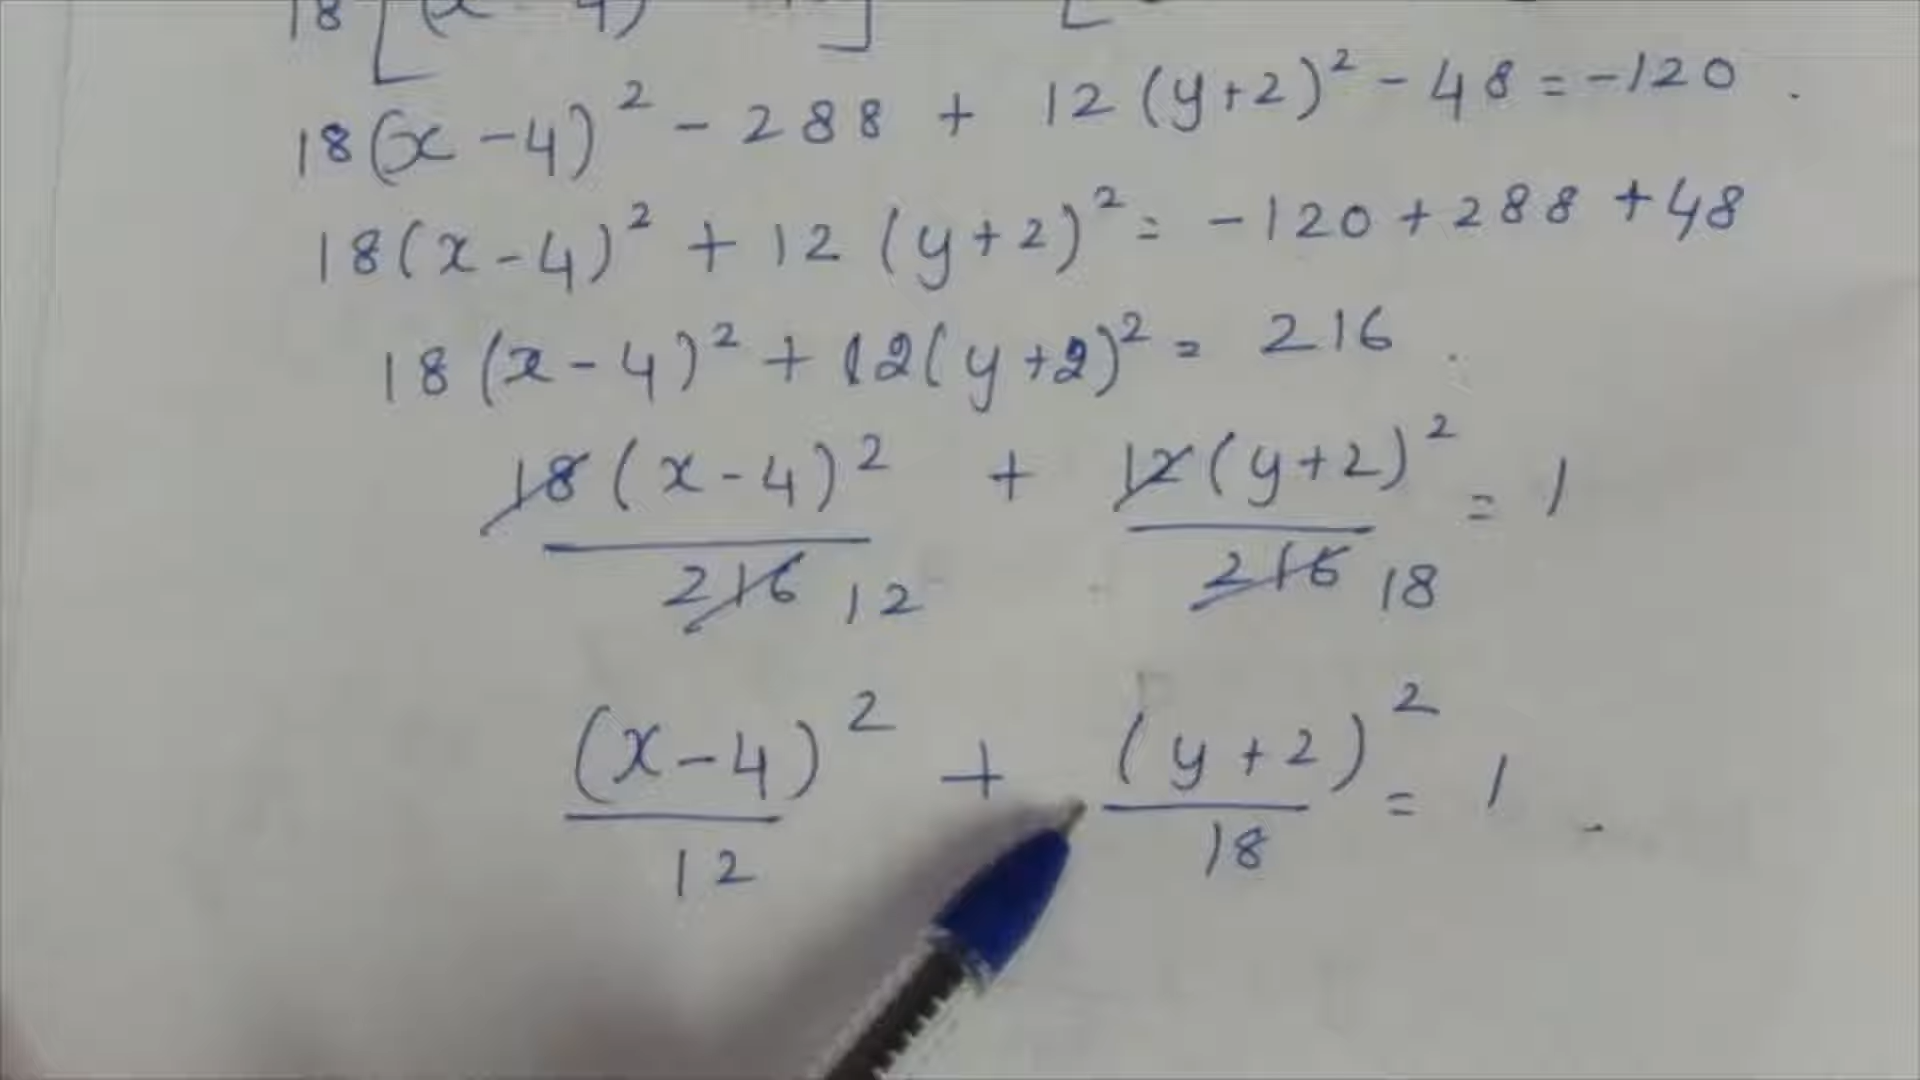 18[(x-4)
18(x-4)² - 288 + 12(y+2)² - 48 = -120
18(x-4)² + 12(y+2)² = -120 + 288 + 48
18(x-4)² + 12(y+2)² = 216
18(x-4)²/216 12 + 12(y+2)²/216 18 = 1
(x-4)²/12 + (y+2)²/18 = 1